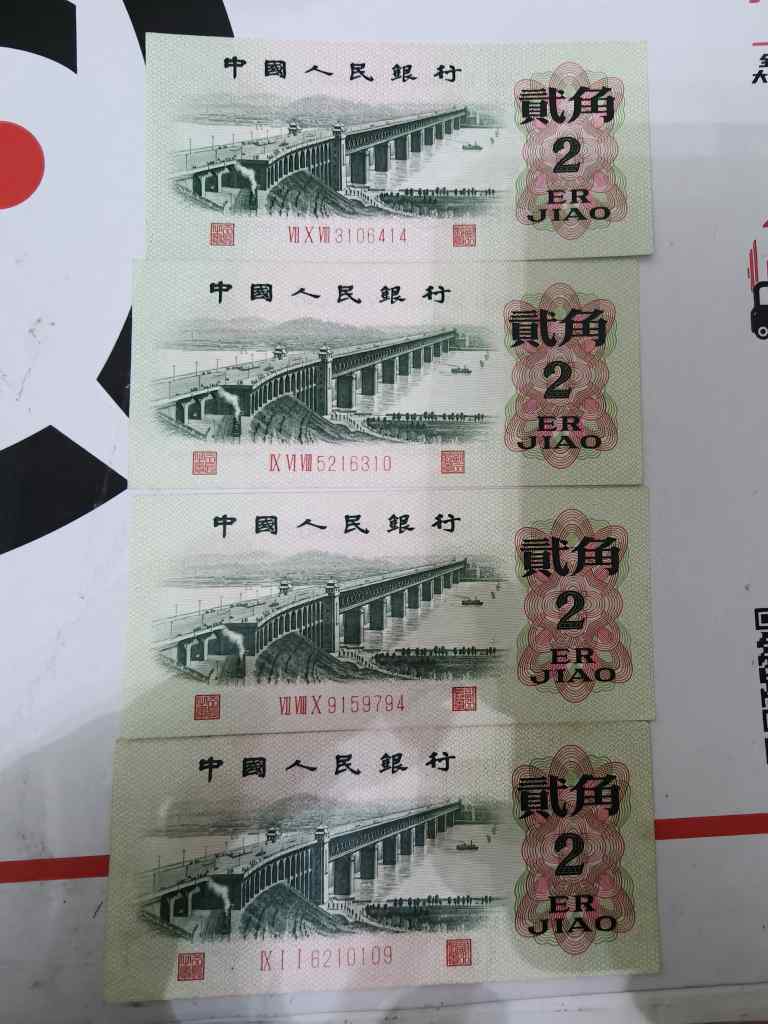 中國人民銀行
貳角
2
ER
JIAO
Ⅶ Ⅹ Ⅷ 3106414
中國人民銀行
貳角
2
ER
JIAO
Ⅸ Ⅵ Ⅷ 5216310
中國人民銀行
貳角
2
ER
JIAO
Ⅶ Ⅷ Ⅹ 9159794
中國人民銀行
貳角
2
ER
JIAO
Ⅸ Ⅰ Ⅰ 6210109